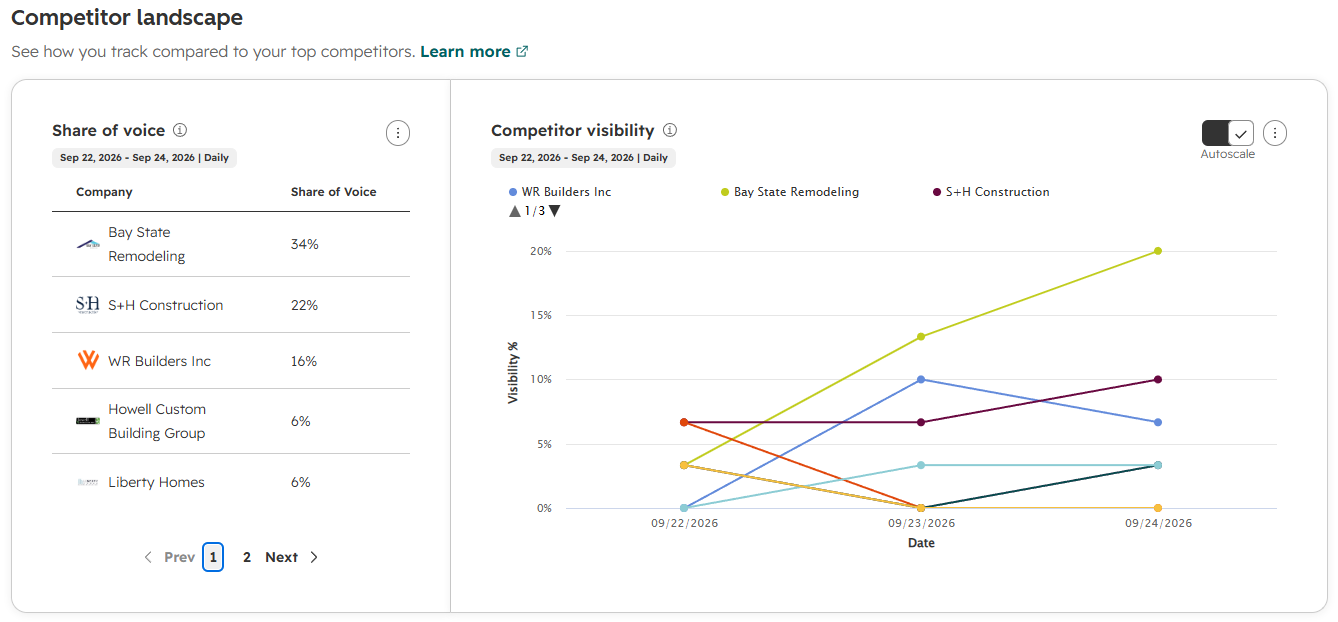 Competitor landscape
See how you track compared to your top competitors. Learn more
Share of voice
Sep 22, 2026 - Sep 24, 2026 | Daily
Company Share of Voice
Bay State
Remodeling
34%
S+H
S+H Construction 22%
WR Builders Inc 16%
Howell Custom
Building Group
6%
Liberty Homes 6%
Prev 1 2 Next
Competitor visibility
Sep 22, 2026 - Sep 24, 2026 | Daily
Autoscale
WR Builders Inc Bay State Remodeling S+H Construction
1/3
Visibility %
20%
15%
10%
5%
0%
09/22/2026 09/23/2026 09/24/2026
Date